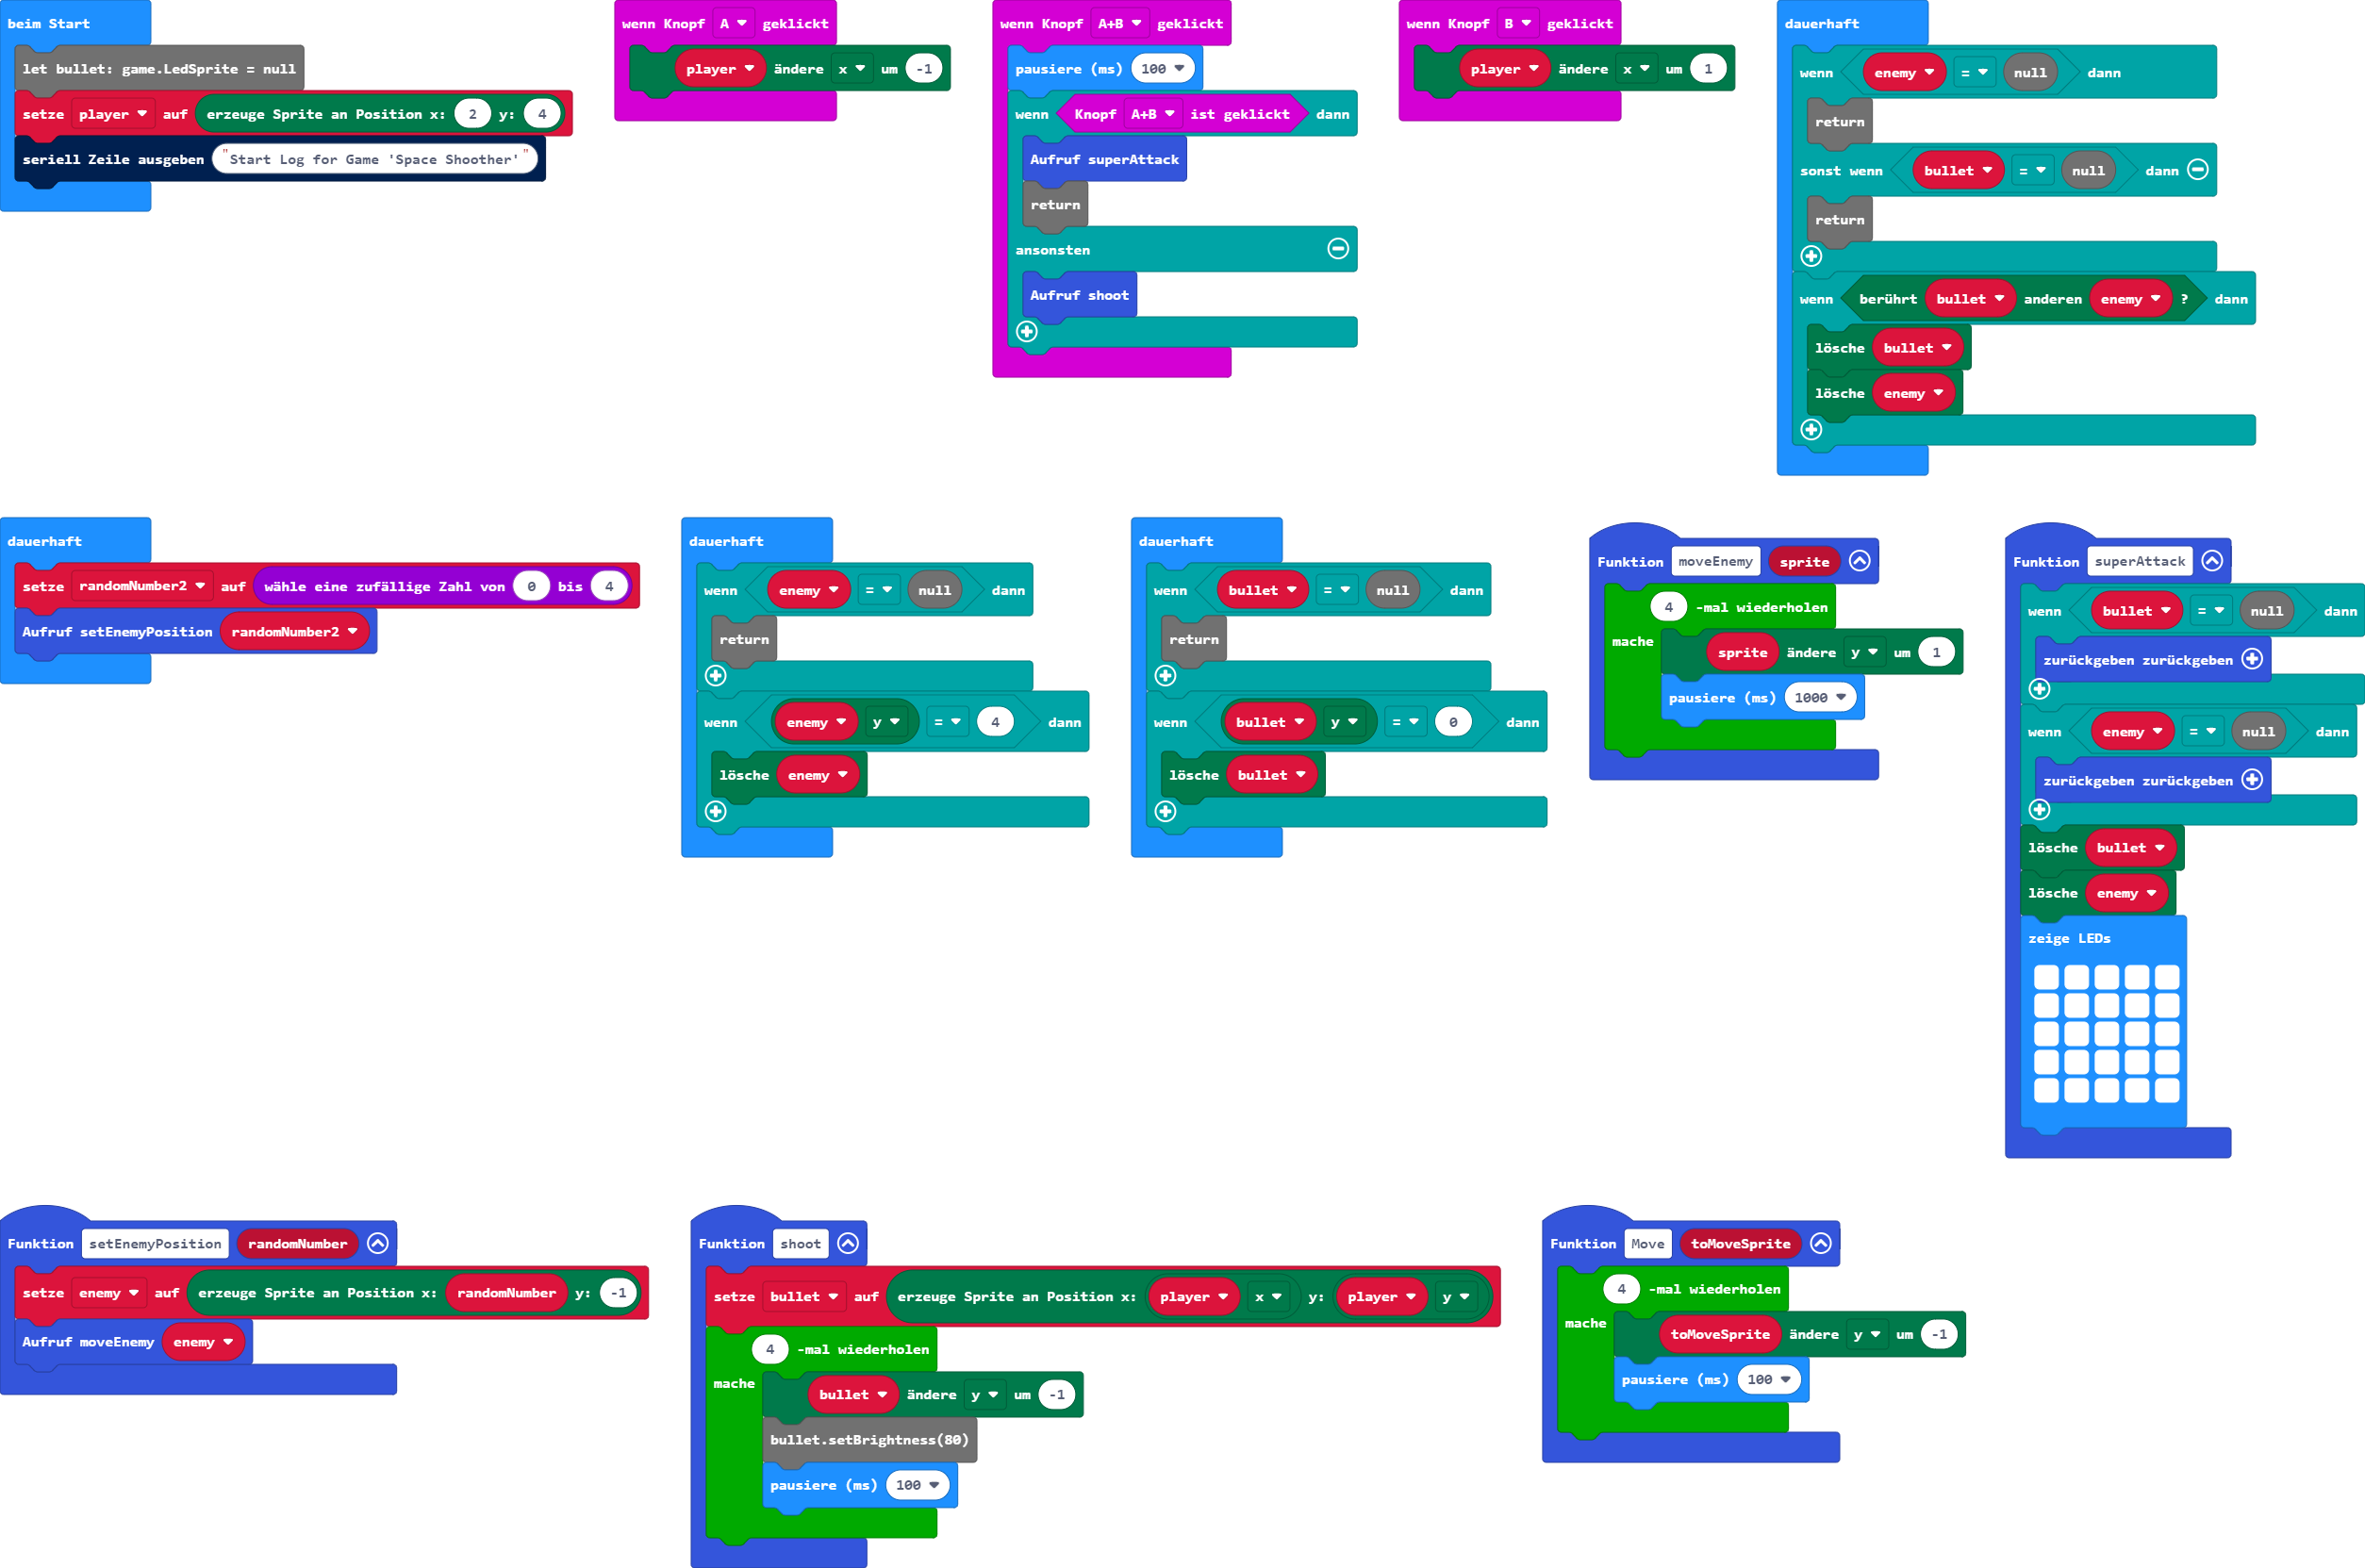 beim Start
let bullet: game.LedSprite = null
setze player auf erzeuge Sprite an Position x: 2 y: 4
seriell Zeile ausgeben "Start Log for Game 'Space Shoother'"
wenn Knopf A geklickt
player ändere x um -1
wenn Knopf A+B geklickt
pausiere (ms) 100
wenn Knopf A+B ist geklickt dann
Aufruf superAttack
return
ansonsten
Aufruf shoot
wenn Knopf B geklickt
player ändere x um 1
dauerhaft
wenn enemy = null dann
return
sonst wenn bullet = null dann
return
wenn berührt bullet anderen enemy ? dann
lösche bullet
lösche enemy
dauerhaft
setze randomNumber2 auf wähle eine zufällige Zahl von 0 bis 4
Aufruf setEnemyPosition randomNumber2
dauerhaft
wenn enemy = null dann
return
wenn enemy y = 4 dann
lösche enemy
dauerhaft
wenn bullet = null dann
return
wenn bullet y = 0 dann
lösche bullet
Funktion moveEnemy sprite
4 -mal wiederholen
mache sprite ändere y um 1
pausiere (ms) 1000
Funktion superAttack
wenn bullet = null dann
zurückgeben zurückgeben
wenn enemy = null dann
zurückgeben zurückgeben
lösche bullet
lösche enemy
zeige LEDs
Funktion setEnemyPosition randomNumber
setze enemy auf erzeuge Sprite an Position x: randomNumber y: -1
Aufruf moveEnemy enemy
Funktion shoot
setze bullet auf erzeuge Sprite an Position x: player x y: player y
4 -mal wiederholen
mache bullet ändere y um -1
bullet.setBrightness(80)
pausiere (ms) 100
Funktion Move toMoveSprite
4 -mal wiederholen
mache toMoveSprite ändere y um -1
pausiere (ms) 100